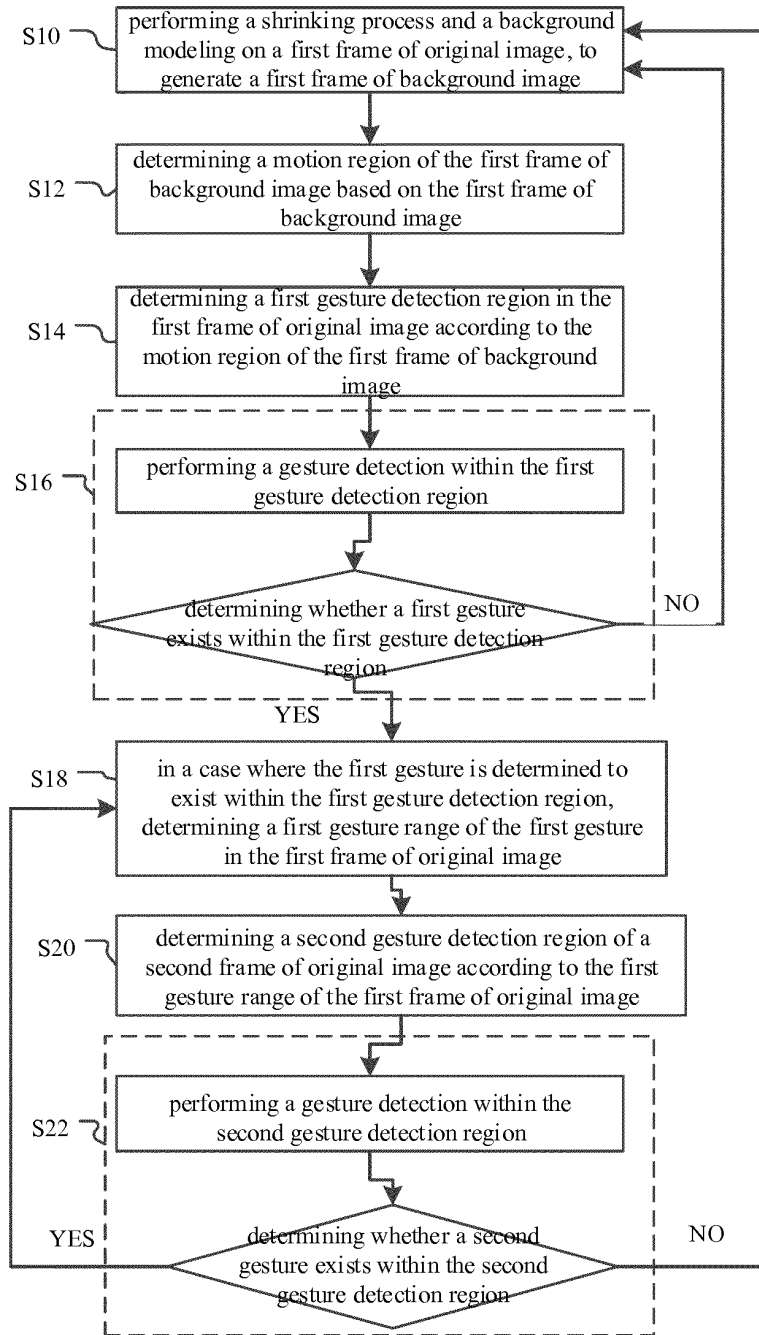 S10
performing a shrinking process and a background
modeling on a first frame of original image, to
generate a first frame of background image
S12
determining a motion region of the first frame of
background image based on the first frame of
background image
S14
determining a first gesture detection region in the
first frame of original image according to the
motion region of the first frame of background
image
S16
performing a gesture detection within the first
gesture detection region
determining whether a first gesture
exists within the first gesture detection
region
NO
YES
S18
in a case where the first gesture is determined to
exist within the first gesture detection region,
determining a first gesture range of the first gesture
in the first frame of original image
S20
determining a second gesture detection region of a
second frame of original image according to the first
gesture range of the first frame of original image
S22
performing a gesture detection within the
second gesture detection region
YES
determining whether a second
gesture exists within the second
gesture detection region
NO